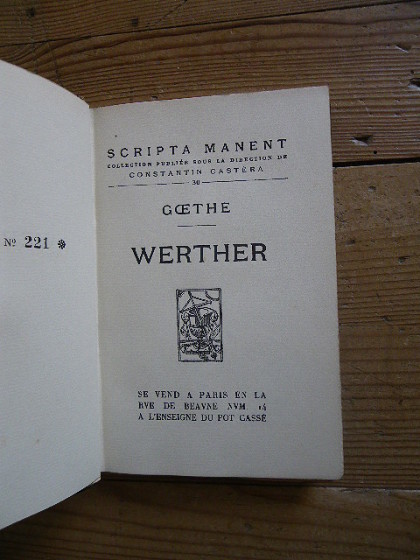 Nº 221 *
SCRIPTA MANENT
COLLECTION PUBLIÉE SOUS LA DIRECTION DE
CONSTANTIN CASTÉRA
GŒTHE
WERTHER
SE VEND A PARIS EN LA
RVE DE BEAVNE NVM. 14
A L'ENSEIGNE DU POT CASSÉ